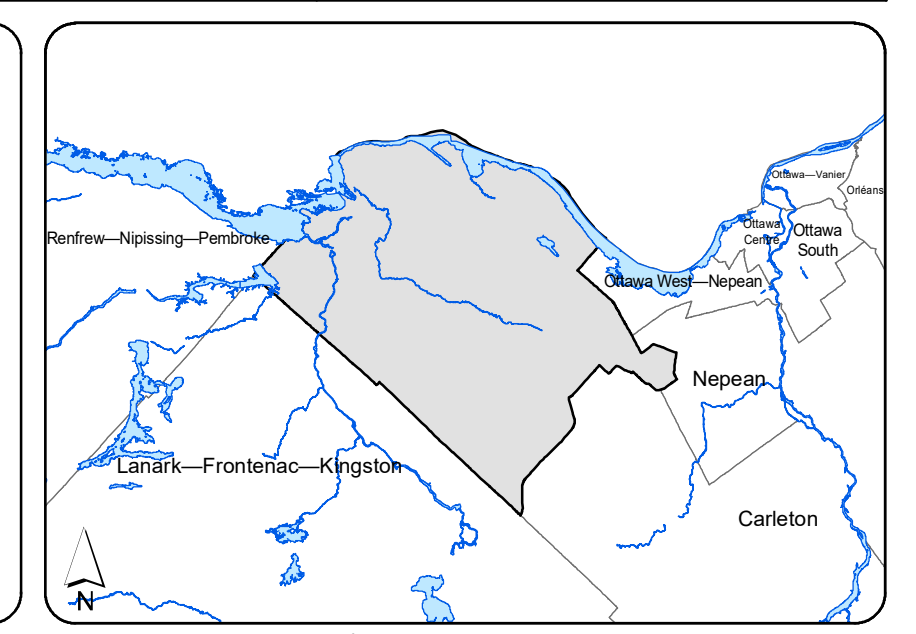 Ottawa—Vanier
Orléans
Renfrew—Nipissing—Pembroke
Ottawa
Centre
Ottawa
South
Ottawa West—Nepean
Nepean
Lanark—Frontenac—Kingston
Carleton
N